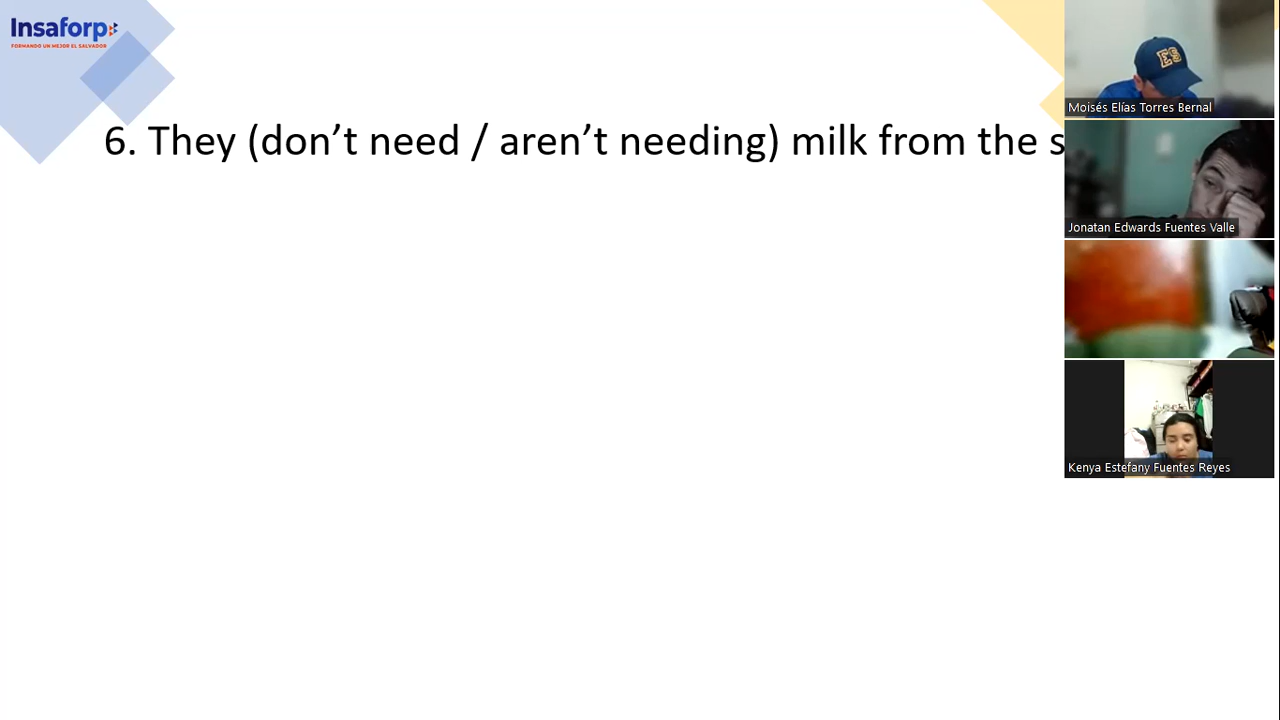 Insaforp
FORMANDO UN MEJOR EL SALVADOR
6. They (don’t need / aren’t needing) milk from the s
ES
Moisés Elías Torres Bernal
Jonatan Edwards Fuentes Valle
Kenya Estefany Fuentes Reyes